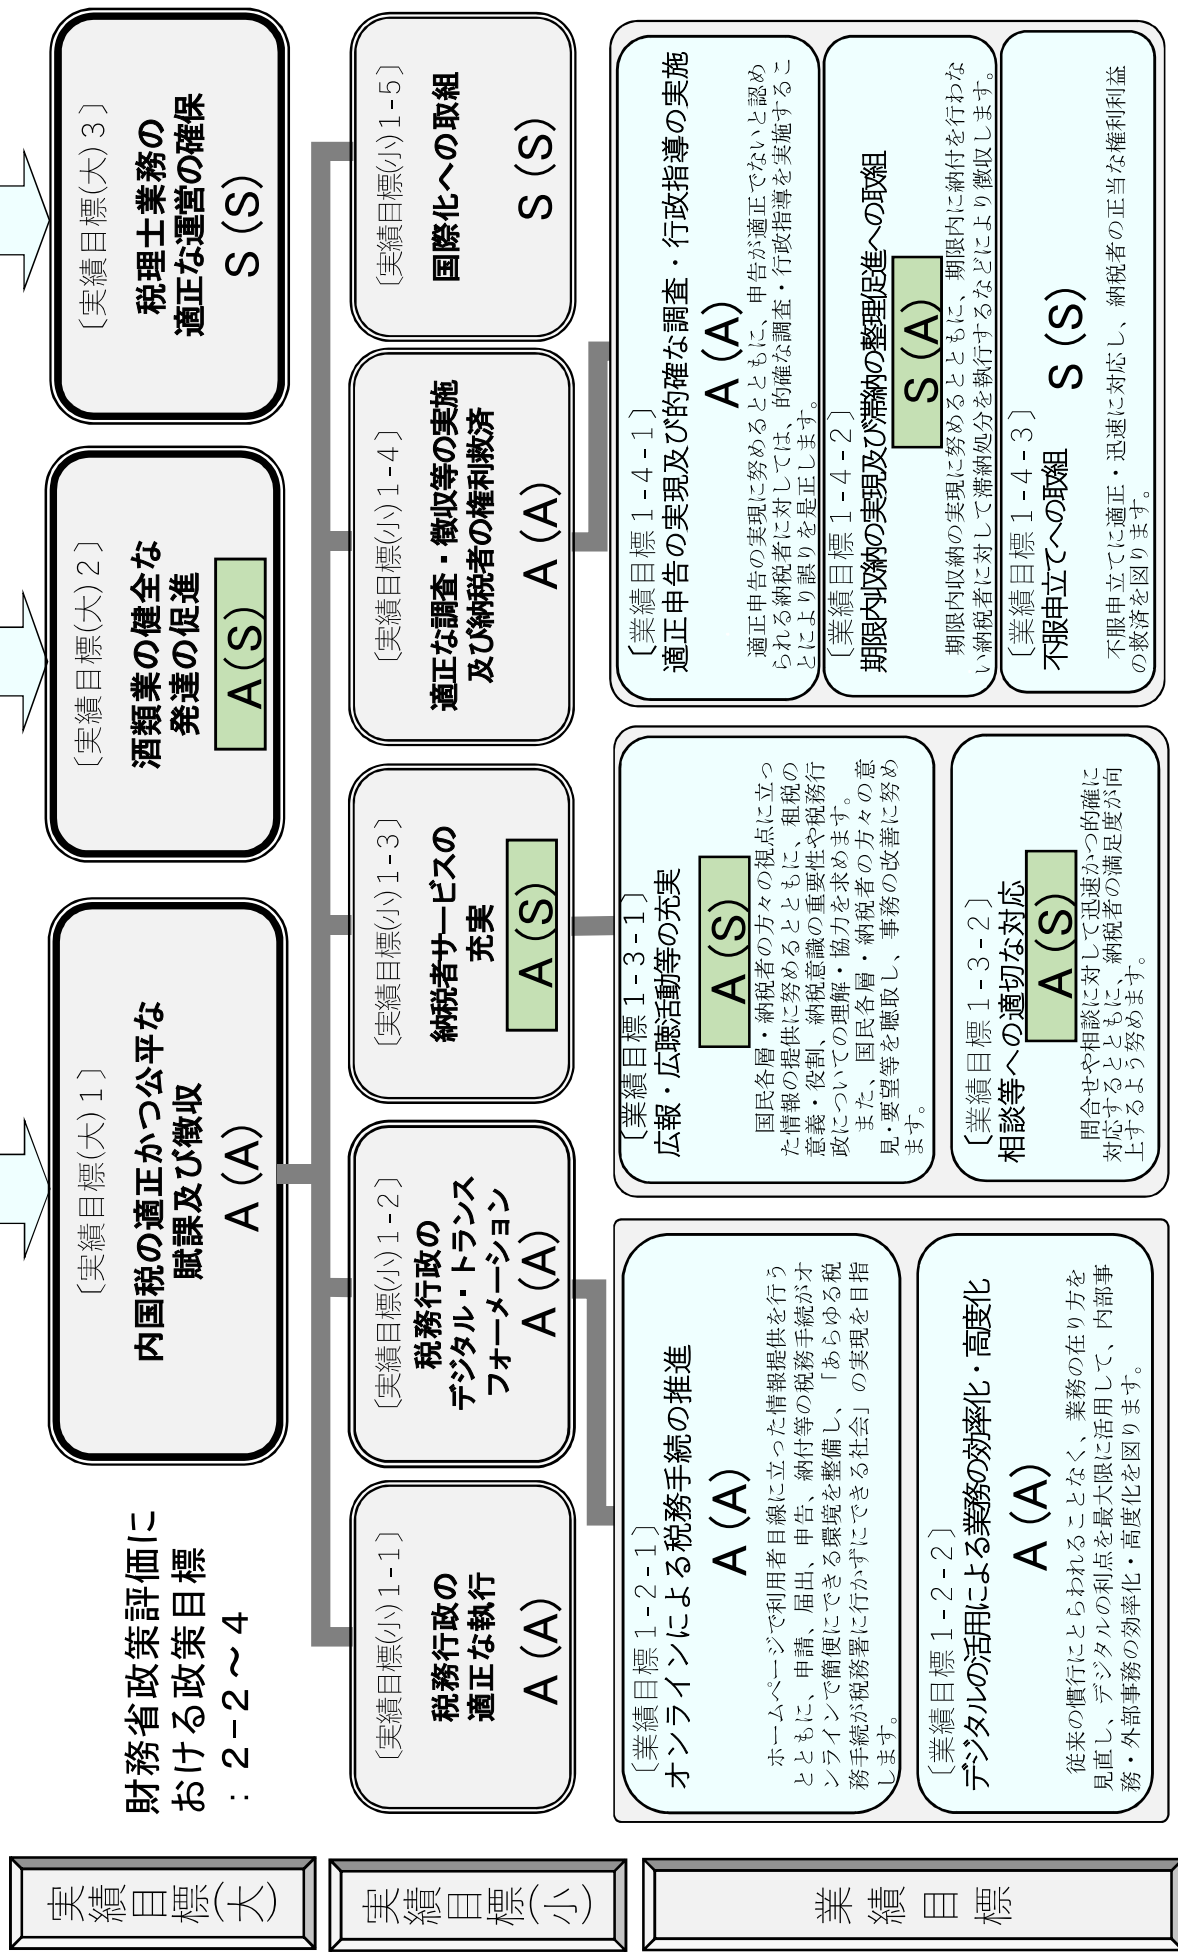 財務省政策評価に
おける政策目標
：２－２～４
実績目標(大)
〔実績目標(大)１〕
内国税の適正かつ公平な
賦課及び徴収
Ａ（Ａ）
〔実績目標(大)２〕
酒類業の健全な
発達の促進
Ａ（Ｓ）
〔実績目標(大)３〕
税理士業務の
適正な運営の確保
Ｓ（Ｓ）
実績目標(小)
〔実績目標(小)１-１〕
税務行政の
適正な執行
Ａ（Ａ）
〔実績目標(小)１-２〕
税務行政の
デジタル・トランス
フォーメーション
Ａ（Ａ）
〔実績目標(小)１-３〕
納税者サービスの
充実
Ａ（Ｓ）
〔実績目標(小)１-４〕
適正な調査・徴収等の実施
及び納税者の権利救済
Ａ（Ａ）
〔実績目標(小)１-５〕
国際化への取組
Ｓ（Ｓ）
業績目標
〔業績目標１-２-１〕
オンラインによる税務手続の推進
Ａ（Ａ）
ホームページで利用者目線に立った情報提供を行う
とともに、申請、届出、申告、納付等の税務手続がオ
ンラインで簡便にできる環境を整備し、「あらゆる税
務手続が税務署に行かずにできる社会」の実現を目指
します。
〔業績目標１-２-２〕
デジタルの活用による業務の効率化・高度化
Ａ（Ａ）
従来の慣行にとらわれることなく、業務の在り方を
見直し、デジタルの利点を最大限に活用して、内部事
務・外部事務の効率化・高度化を図ります。
〔業績目標１-３-１〕
広報・広聴活動等の充実
Ａ（Ｓ）
国民各層・納税者の方々の視点に立っ
た情報の提供に努めるとともに、租税の
意義・役割、納税意識の重要性や税務行
政についての理解・協力を求めます。
また、国民各層・納税者の方々の意
見・要望等を聴取し、事務の改善に努め
ます。
〔業績目標１-３-２〕
相談等への適切な対応
Ａ（Ｓ）
問合せや相談に対して迅速かつ的確に
対応するとともに、納税者の満足度が向
上するよう努めます。
〔業績目標１-４-１〕
適正申告の実現及び的確な調査・行政指導の実施
Ａ（Ａ）
適正申告の実現に努めるとともに、申告が適正でないと認め
られる納税者に対しては、的確な調査・行政指導を実施するこ
とにより誤りを是正します。
〔業績目標１-４-２〕
期限内収納の実現及び滞納の整理促進への取組
Ｓ（Ａ）
期限内収納の実現に努めるとともに、期限内に納付を行わな
い納税者に対して滞納処分を執行するなどにより徴収します。
〔業績目標１-４-３〕
不服申立てへの取組
Ｓ（Ｓ）
不服申立てに適正・迅速に対応し、納税者の正当な権利利益
の救済を図ります。